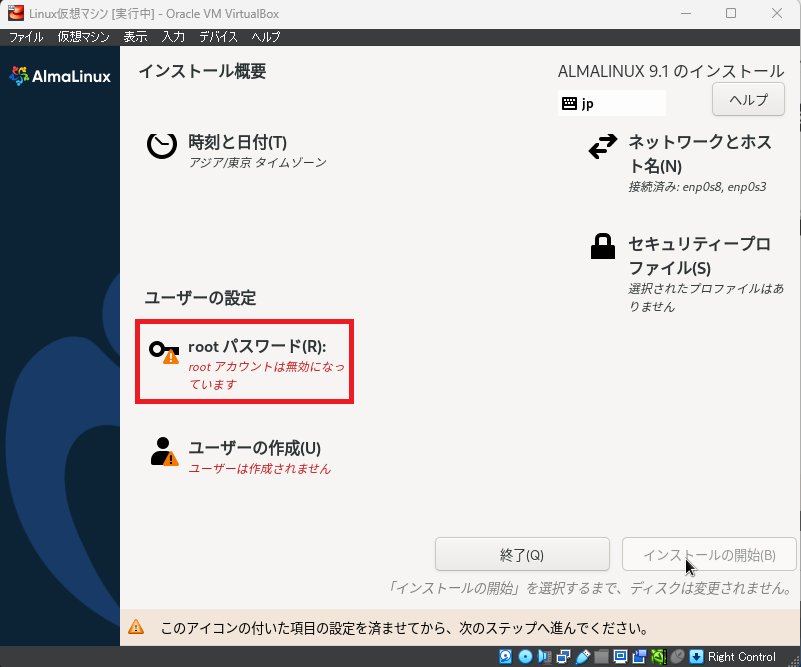 Linux仮想マシン [実行中] - Oracle VM VirtualBox
ファイル 仮想マシン 表示 入力 デバイス ヘルプ
AlmaLinux
インストール概要
ALMALINUX 9.1 のインストール
jp
ヘルプ
時刻と日付(T)
アジア/東京 タイムゾーン
ネットワークとホス
ト名(N)
接続済み: enp0s8, enp0s3
セキュリティープロ
ファイル(S)
選択されたプロファイルはあ
りません
ユーザーの設定
root パスワード(R):
root アカウントは無効になっ
ています
ユーザーの作成(U)
ユーザーは作成されません
終了(Q)
インストールの開始(B)
「インストールの開始」を選択するまで、ディスクは変更されません。
このアイコンの付いた項目の設定を済ませてから、次のステップへ進んでください。
Right Control